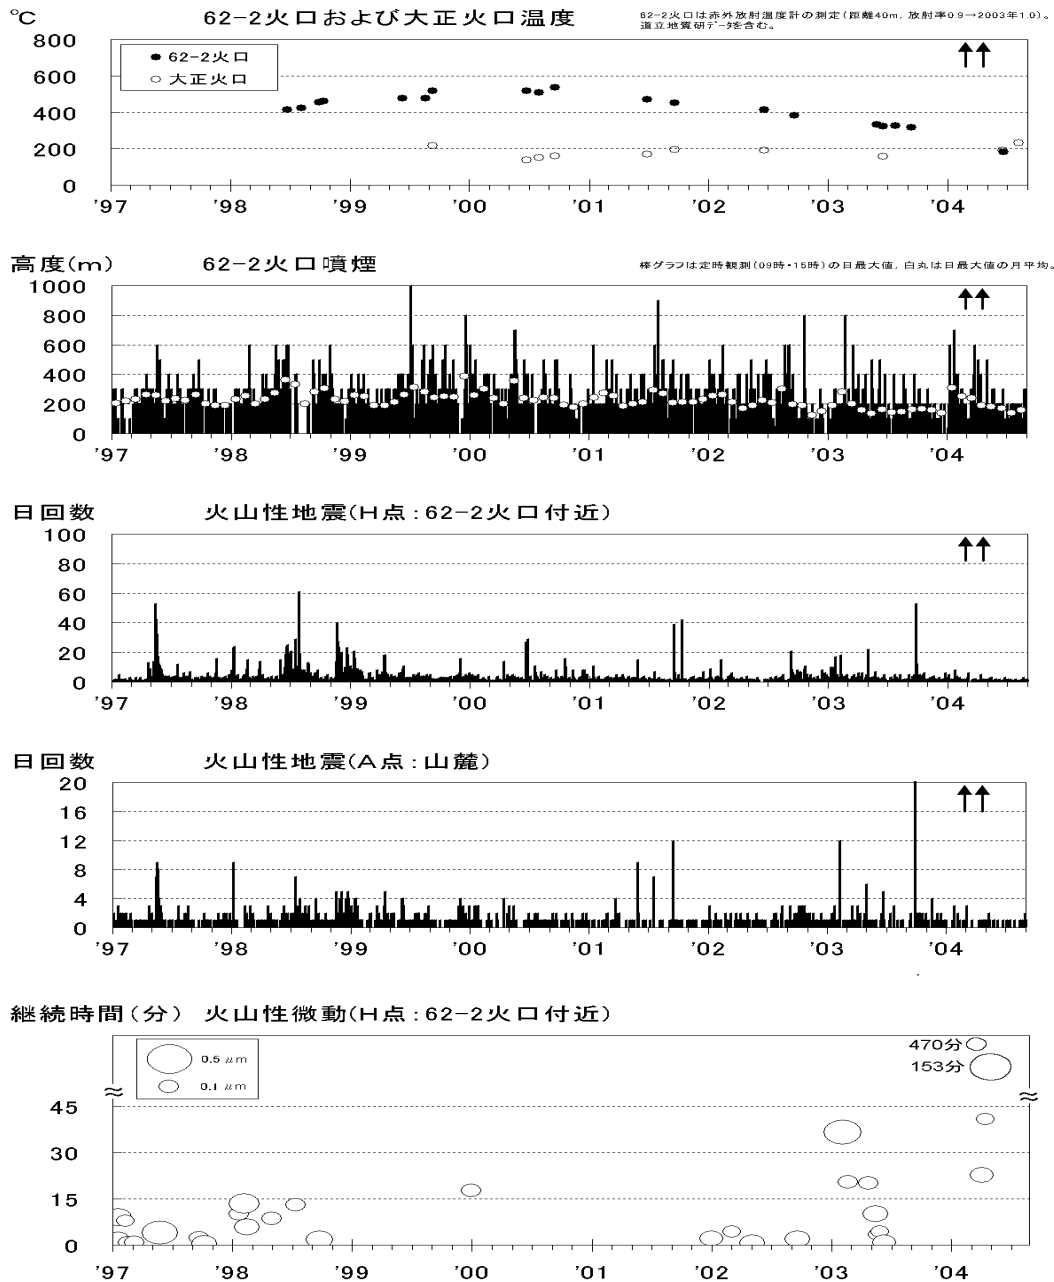 ℃ 62-2火口および大正火口温度
62-2火口は赤外放射温度計の測定(距離40m, 放射率0.9→2003年1.0)。
道立地質研データを含む。
800
600
400
200
0
● 62-2火口
○ 大正火口
'97 '98 '99 '00 '01 '02 '03 '04
高度(m) 62-2火口噴煙
棒グラフは定時観測(09時・15時)の日最大値, 白丸は日最大値の月平均。
1000
800
600
400
200
0
'97 '98 '99 '00 '01 '02 '03 '04
日回数 火山性地震(H点:62-2火口付近)
100
80
60
40
20
0
'97 '98 '99 '00 '01 '02 '03 '04
日回数 火山性地震(A点:山麓)
20
16
12
8
4
0
'97 '98 '99 '00 '01 '02 '03 '04
継続時間(分) 火山性微動(H点:62-2火口付近)
0.5 μm
0.1 μm
470分
153分
45
30
15
0
'97 '98 '99 '00 '01 '02 '03 '04